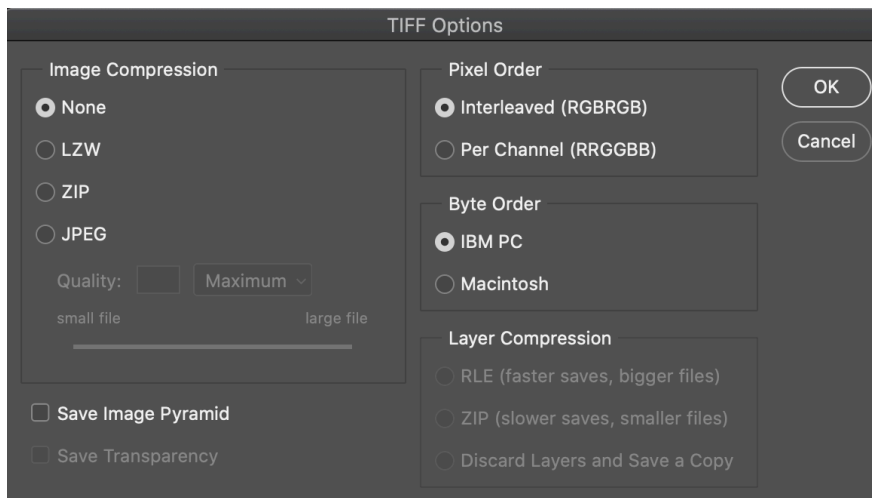 TIFF Options
Image Compression
None
LZW
ZIP
JPEG
Quality: Maximum
small file large file
Save Image Pyramid
Save Transparency
Pixel Order
Interleaved (RGBRGB)
Per Channel (RRGGBB)
Byte Order
IBM PC
Macintosh
Layer Compression
RLE (faster saves, bigger files)
ZIP (slower saves, smaller files)
Discard Layers and Save a Copy
OK
Cancel